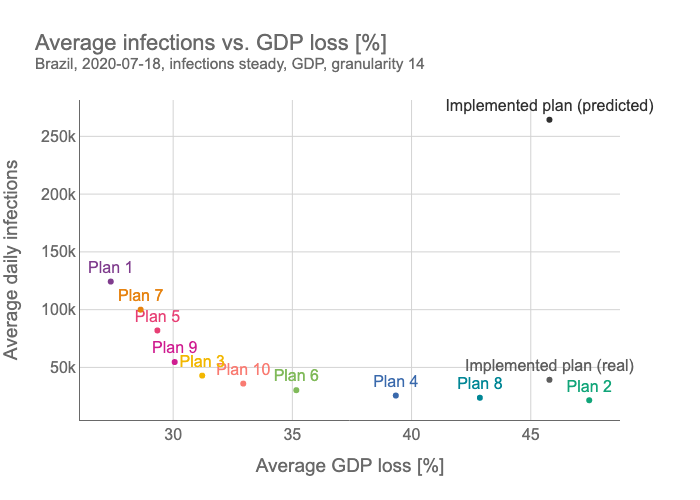 Average infections vs. GDP loss [%]
Brazil, 2020-07-18, infections steady, GDP, granularity 14
Implemented plan (predicted)
250k
200k
150k
Plan 1
Plan 7
100k
Plan 5
Plan 9
Plan 3
50k
Plan 10
Plan 6
Implemented plan (real)
Plan 4
Plan 8
Plan 2
30
35
40
45
Average daily infections
Average GDP loss [%]